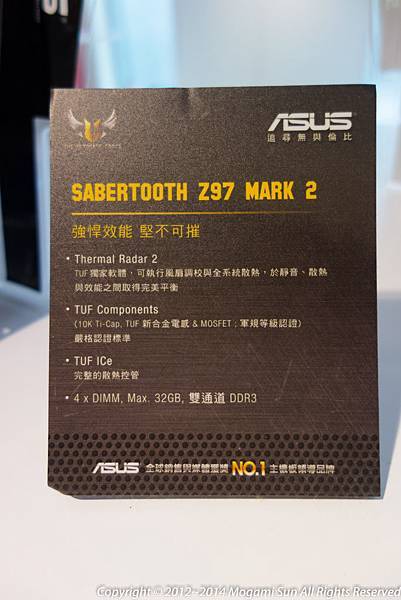 THE ULTIMATE FORCE
ASUS
追尋無與倫比
SABERTOOTH Z97 MARK 2
強悍效能 堅不可摧
• Thermal Radar 2
TUF獨家軟體，可執行風扇調校與全系統散熱，於靜音、散熱
與效能之間取得完美平衡
• TUF Components
(10K Ti-Cap, TUF 新合金電感 & MOSFET；軍規等級認證)
嚴格認證標準
• TUF ICe
完整的散熱控管
• 4 x DIMM, Max. 32GB, 雙通道 DDR3
ASUS 全球銷售與媒體獲獎 NO.1 主機板領導品牌
Copyright © 2012~2014 Mogami Sun All Rights Reserved